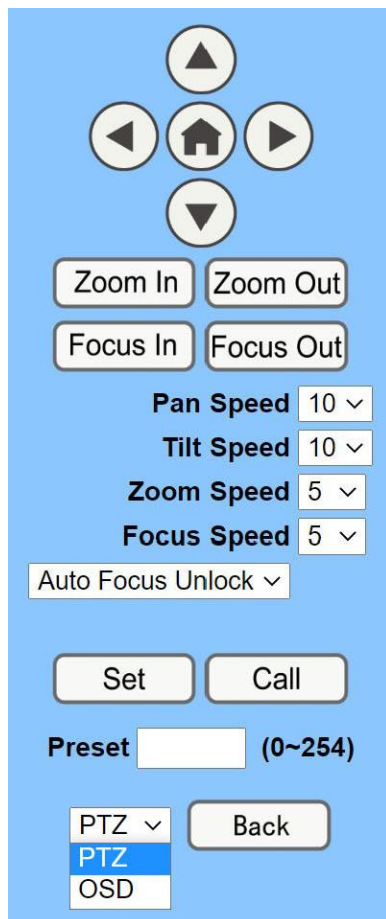 Zoom In Zoom Out
Focus In Focus Out
Pan Speed 10
Tilt Speed 10
Zoom Speed 5
Focus Speed 5
Auto Focus Unlock
Set Call
Preset (0~254)
PTZ Back
PTZ
OSD